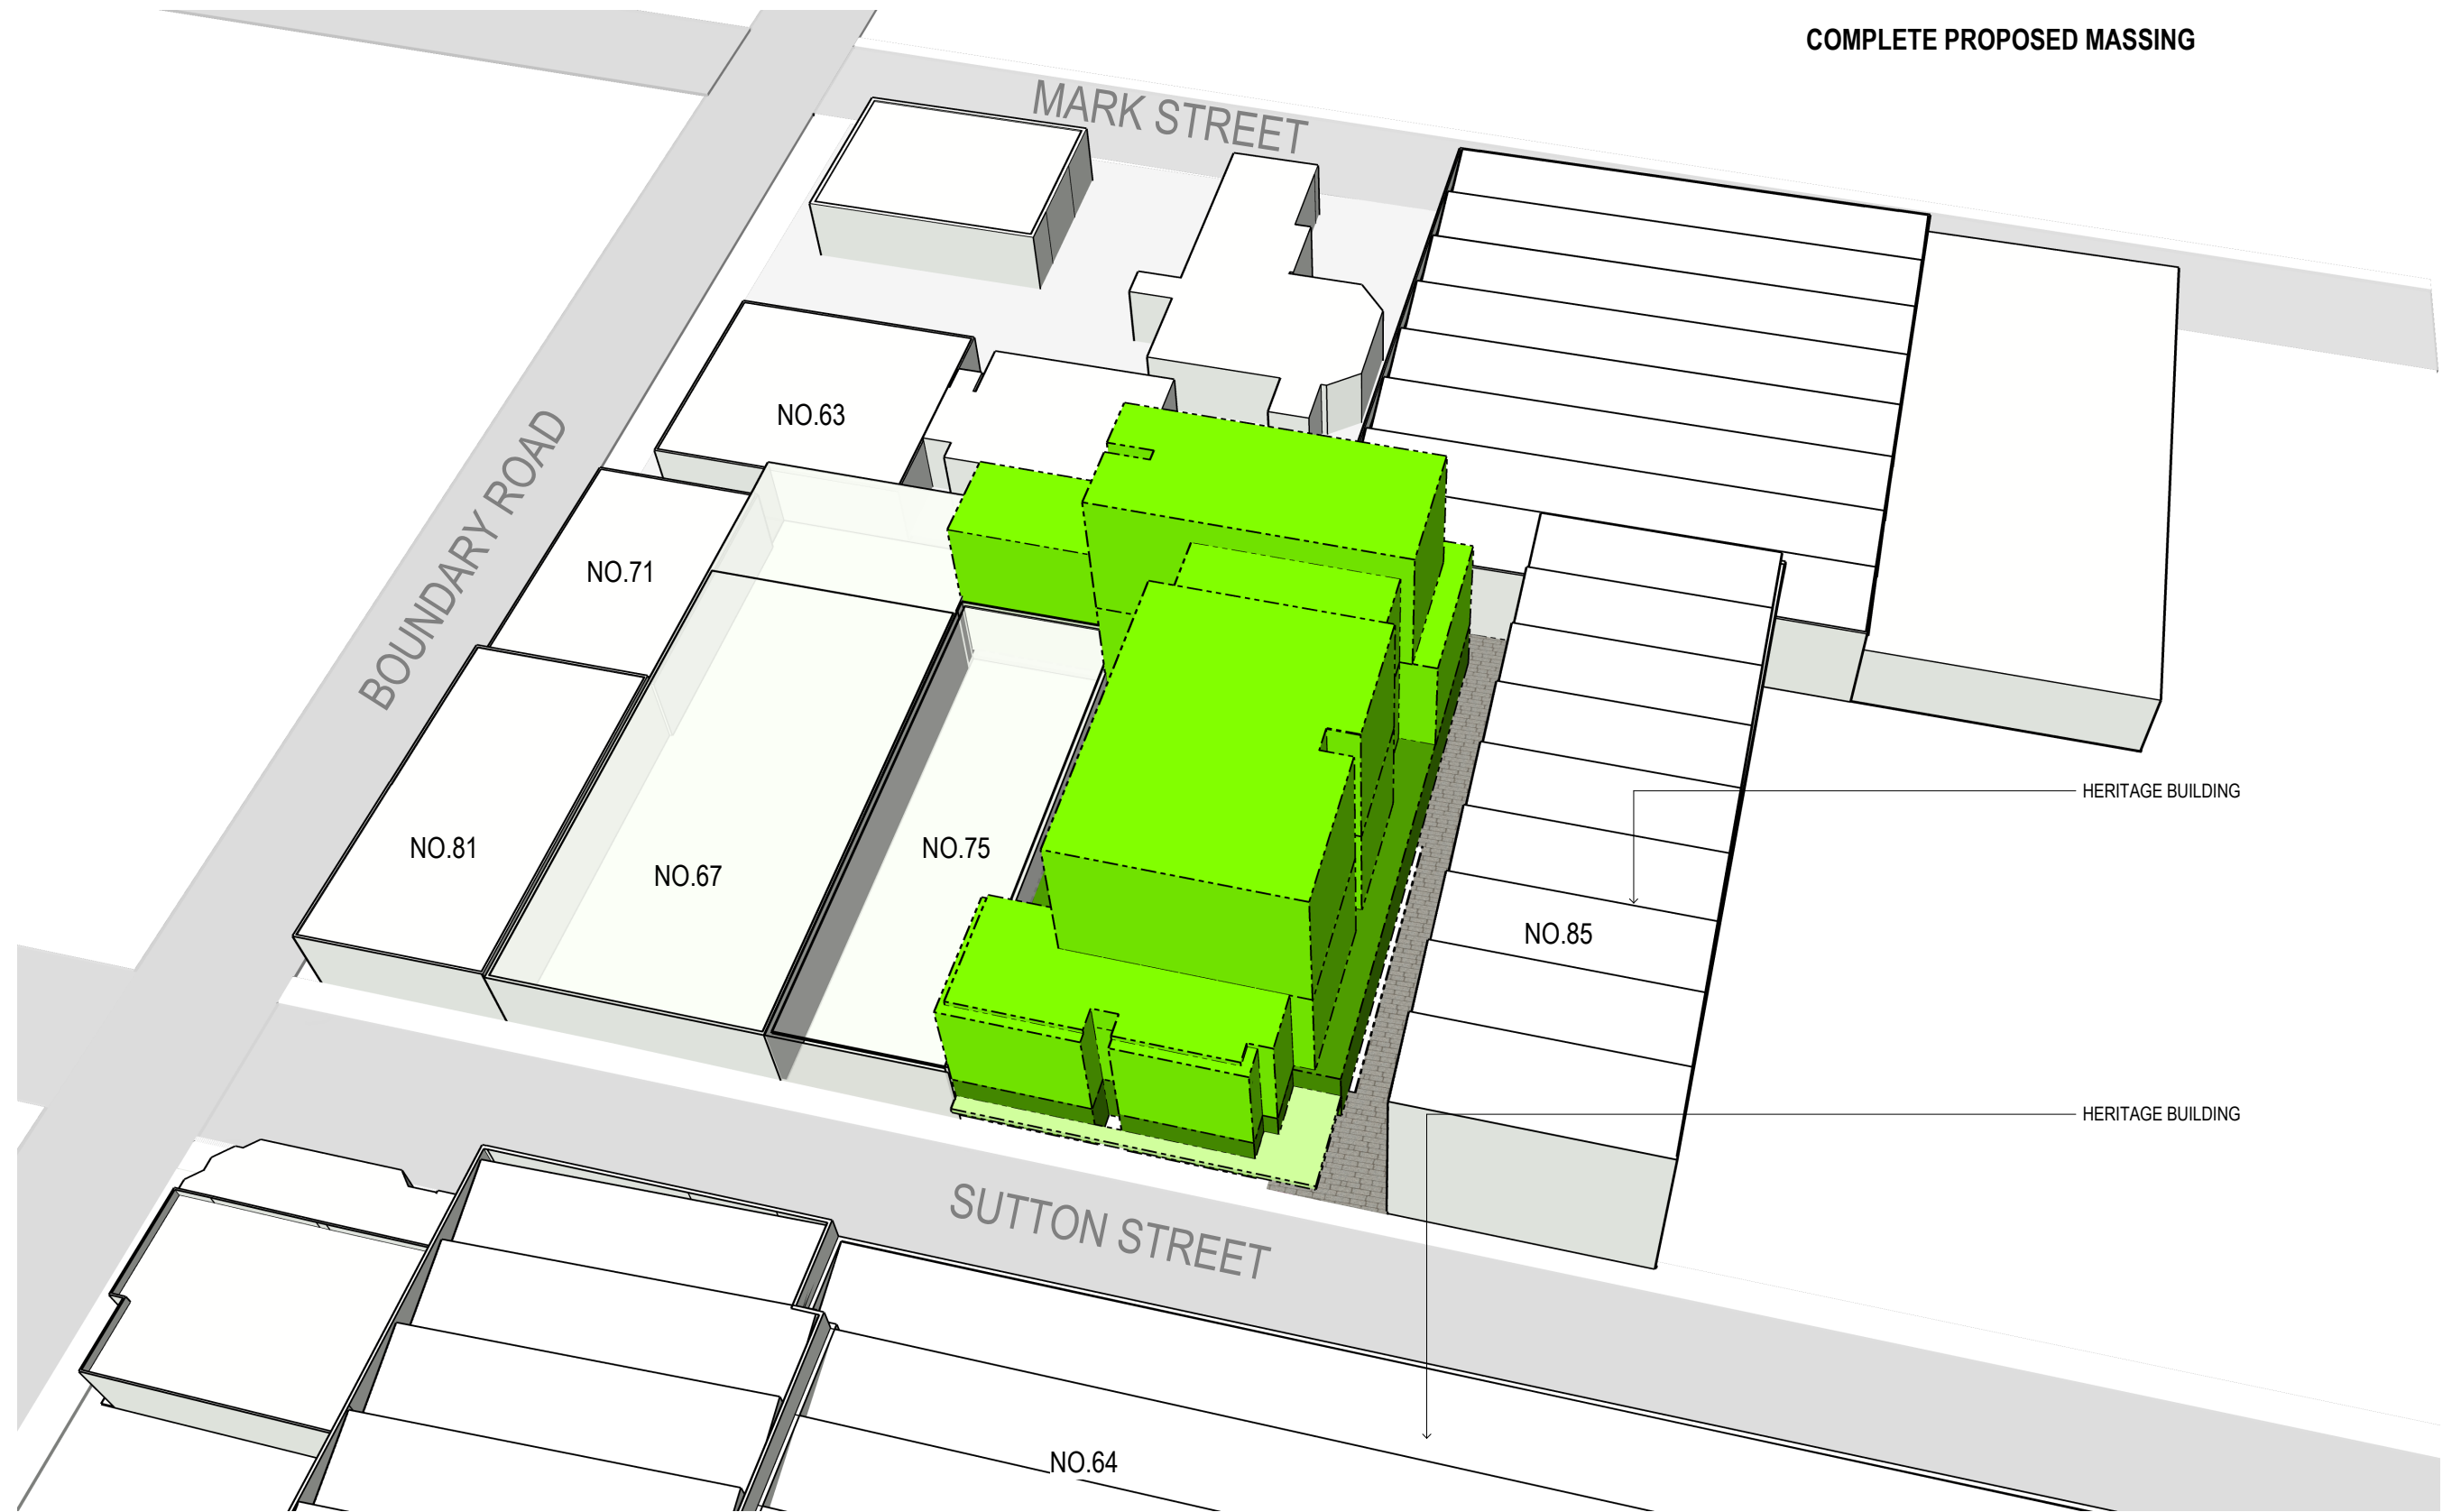 COMPLETE PROPOSED MASSING
MARK STREET
NO.63
BOUNDARY ROAD
NO.71
HERITAGE BUILDING
NO.81
NO.67
NO.75
NO.85
HERITAGE BUILDING
SUTTON STREET
NO.64